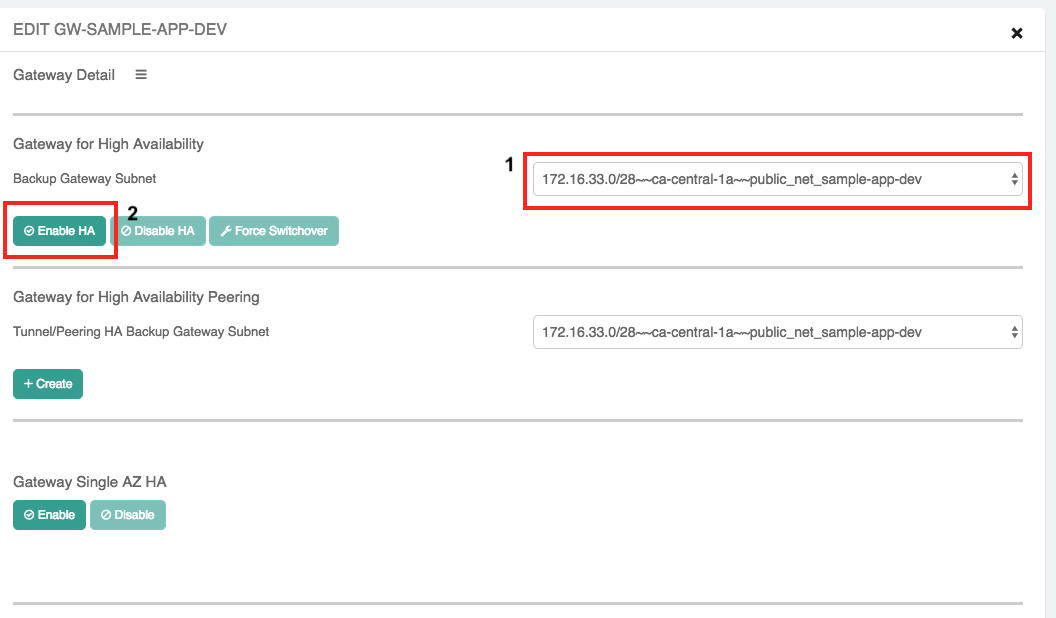 EDIT GW-SAMPLE-APP-DEV
Gateway Detail
Gateway for High Availability
Backup Gateway Subnet
1
172.16.33.0/28~~ca-central-1a~~public_net_sample-app-dev
2
Enable HA
Disable HA
Force Switchover
Gateway for High Availability Peering
Tunnel/Peering HA Backup Gateway Subnet
172.16.33.0/28~~ca-central-1a~~public_net_sample-app-dev
+ Create
Gateway Single AZ HA
Enable
Disable